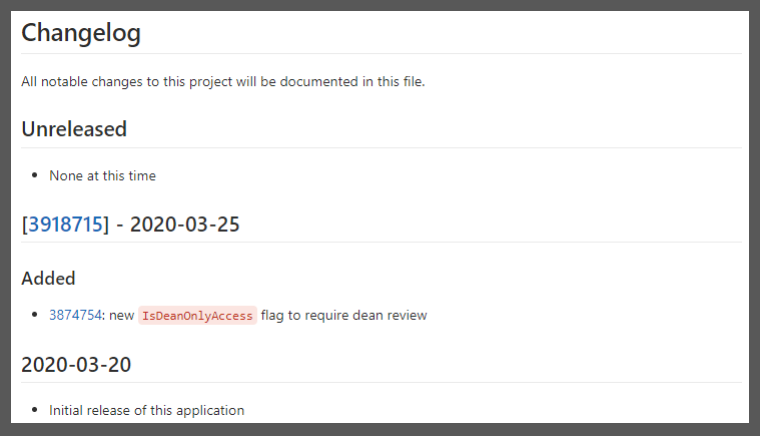 Changelog
All notable changes to this project will be documented in this file.
Unreleased
• None at this time
[3918715] - 2020-03-25
Added
• 3874754: new IsDeanOnlyAccess flag to require dean review
2020-03-20
• Initial release of this application